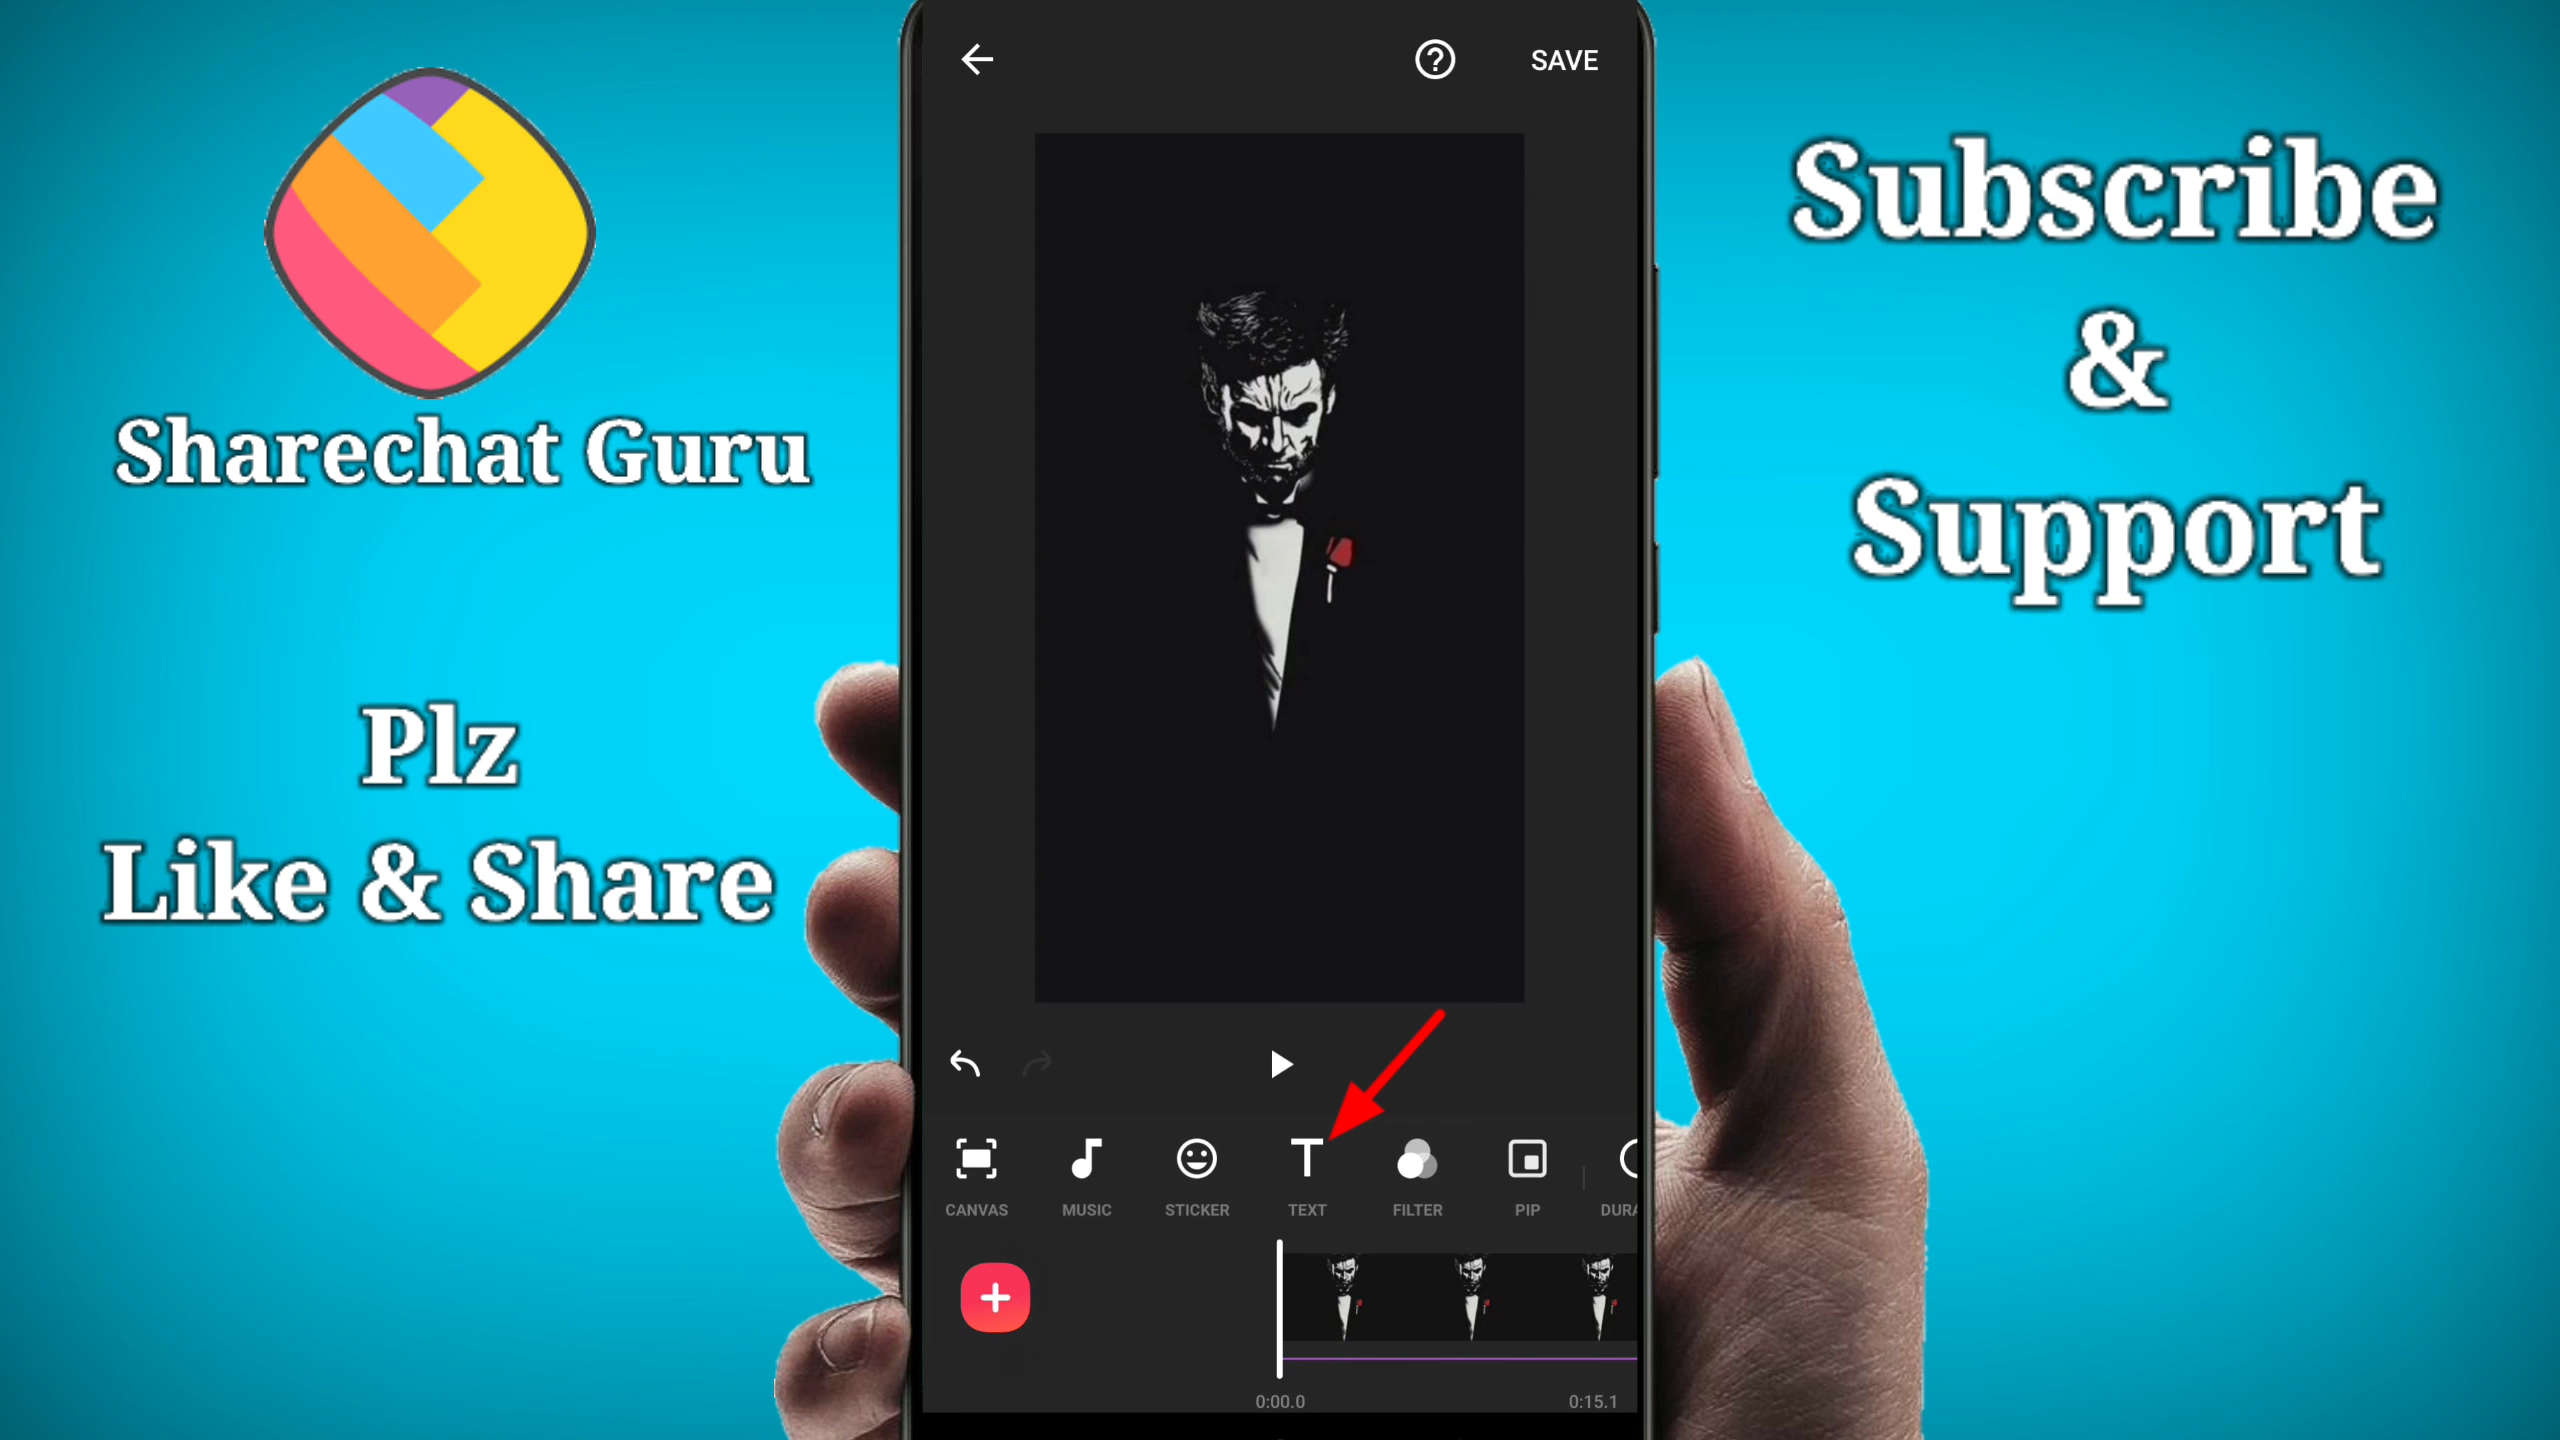 SAVE
Sharechat Guru
Plz
Like & Share
Subscribe
&
Support
CANVAS
MUSIC
STICKER
TEXT
FILTER
PIP
DURA
0:00.0
0:15.1